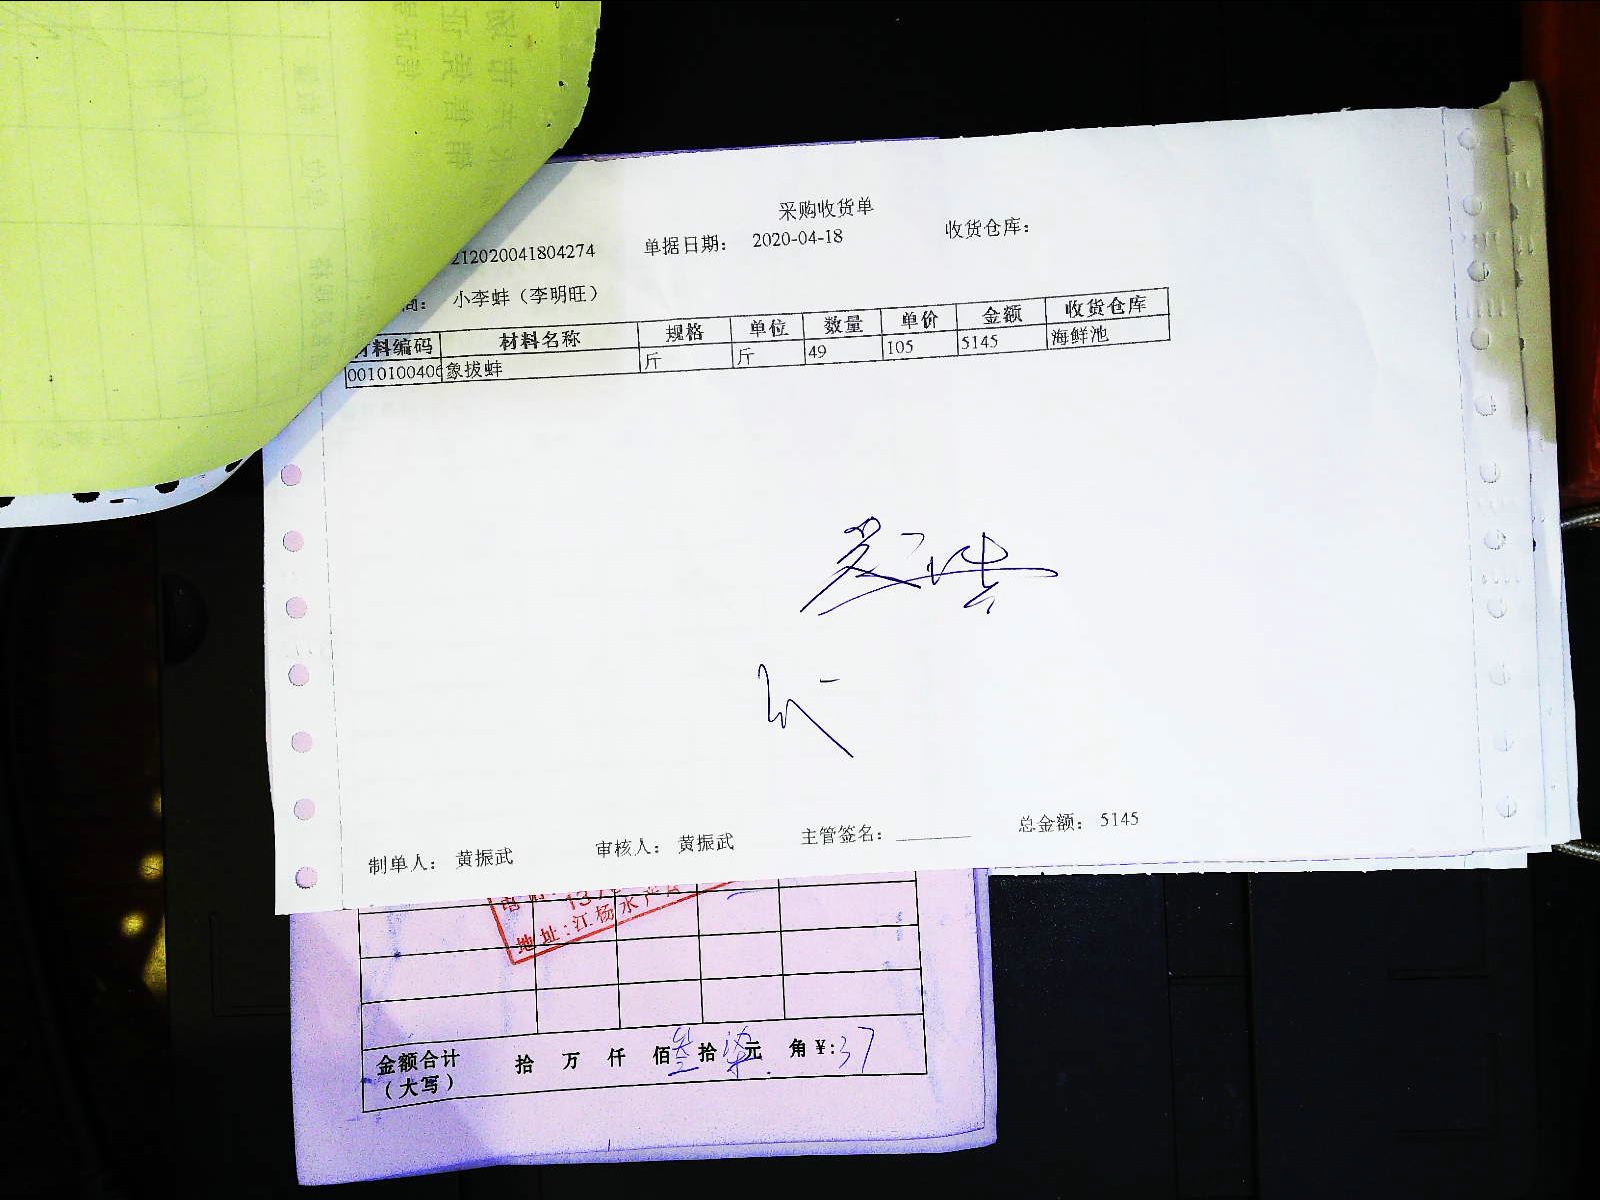 采购收货单
212020041804274 单据日期： 2020-04-18 收货仓库：
商： 小李蚌（李明旺）
材料编码 材料名称 规格 单位 数量 单价 金额 收货仓库
0010100406 象拔蚌 斤 斤 49 105 5145 海鲜池
制单人： 黄振武 审核人： 黄振武 主管签名： 总金额： 5145
137
地址：江杨水产
金额合计 拾 万 仟 佰 叁 拾 柒 元 角 ¥：37
（大写）